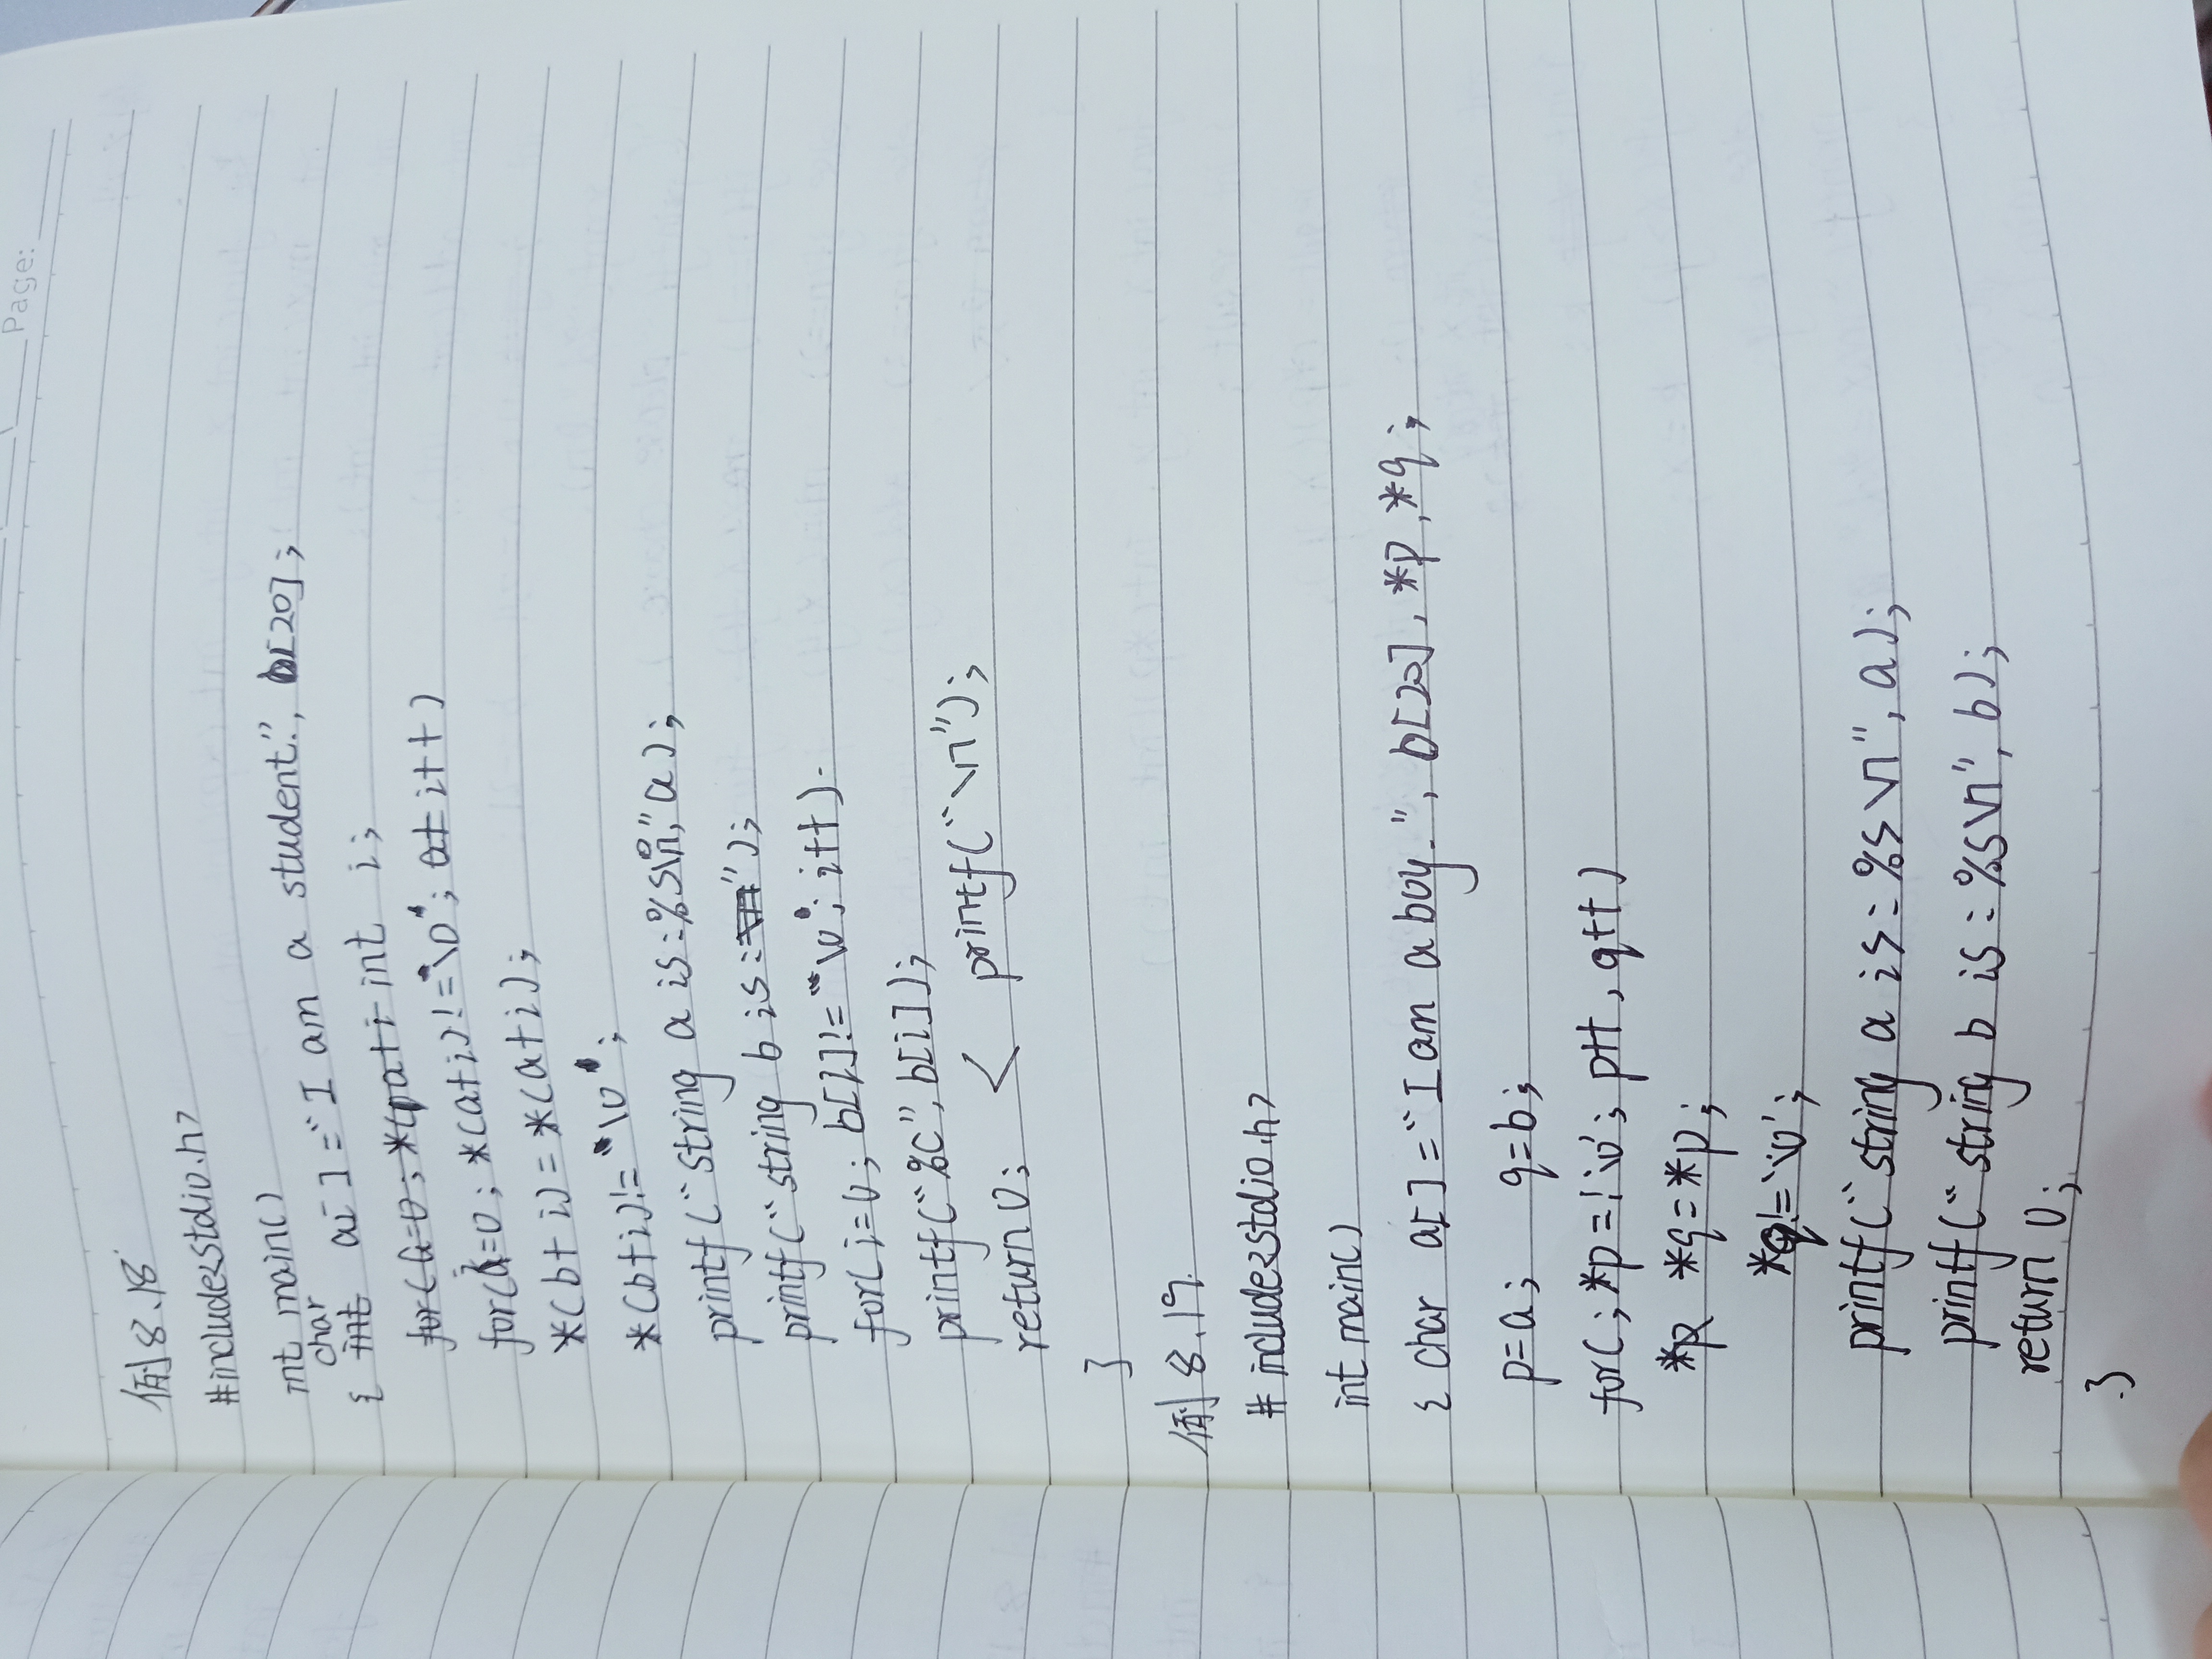 Page:
例8.18
#include<stdio.h>
int main()
char
{ int a[]="I am a student.", b[20];
int i;
for(i=0; *(a+i)!='\0'; i++)
*(b+i)=*(a+i);
*(b+i)!='\0';
printf("string a is:%s\n",a);
printf("string b is:");
for(i=0; b[i]!='\0'; i++).
printf("%c",b[i]);
return 0; < printf("\n");
}
例8.19.
#include<stdio.h>
int main()
{ char a[]="I am a boy.", b[20], *p, *q;
p=a; q=b;
for(; *p=!'\0'; p++, q++)
*p *q=*p;
*q!='\0';
printf("string a is:%s\n", a);
printf("string b is:%s\n", b);
return 0;
}